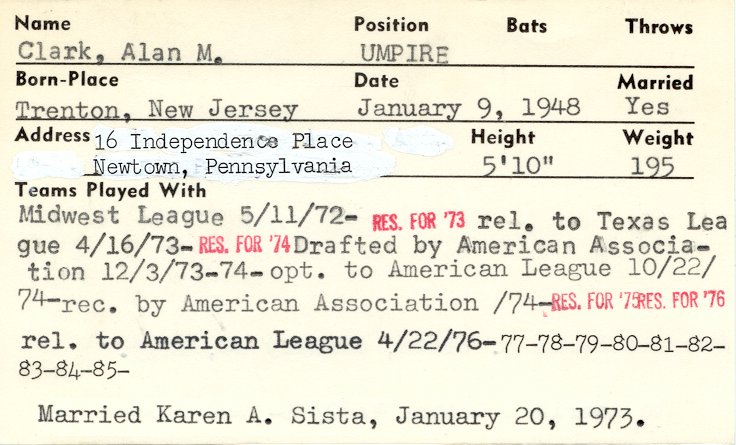 Name Position Bats Throws
Clark, Alan M. UMPIRE
Born-Place Date Married
Trenton, New Jersey January 9, 1948 Yes
Address 16 Independence Place Height Weight
Newtown, Pennsylvania 5'10" 195
Teams Played With
Midwest League 5/11/72- RES. FOR '73 rel. to Texas Lea
gue 4/16/73- RES. FOR '74 Drafted by American Associa-
tion 12/3/73-74-opt. to American League 10/22/
74-rec. by American Association /74- RES. FOR '75 RES. FOR '76
rel. to American League 4/22/76-77-78-79-80-81-82-
83-84-85-
Married Karen A. Sista, January 20, 1973.